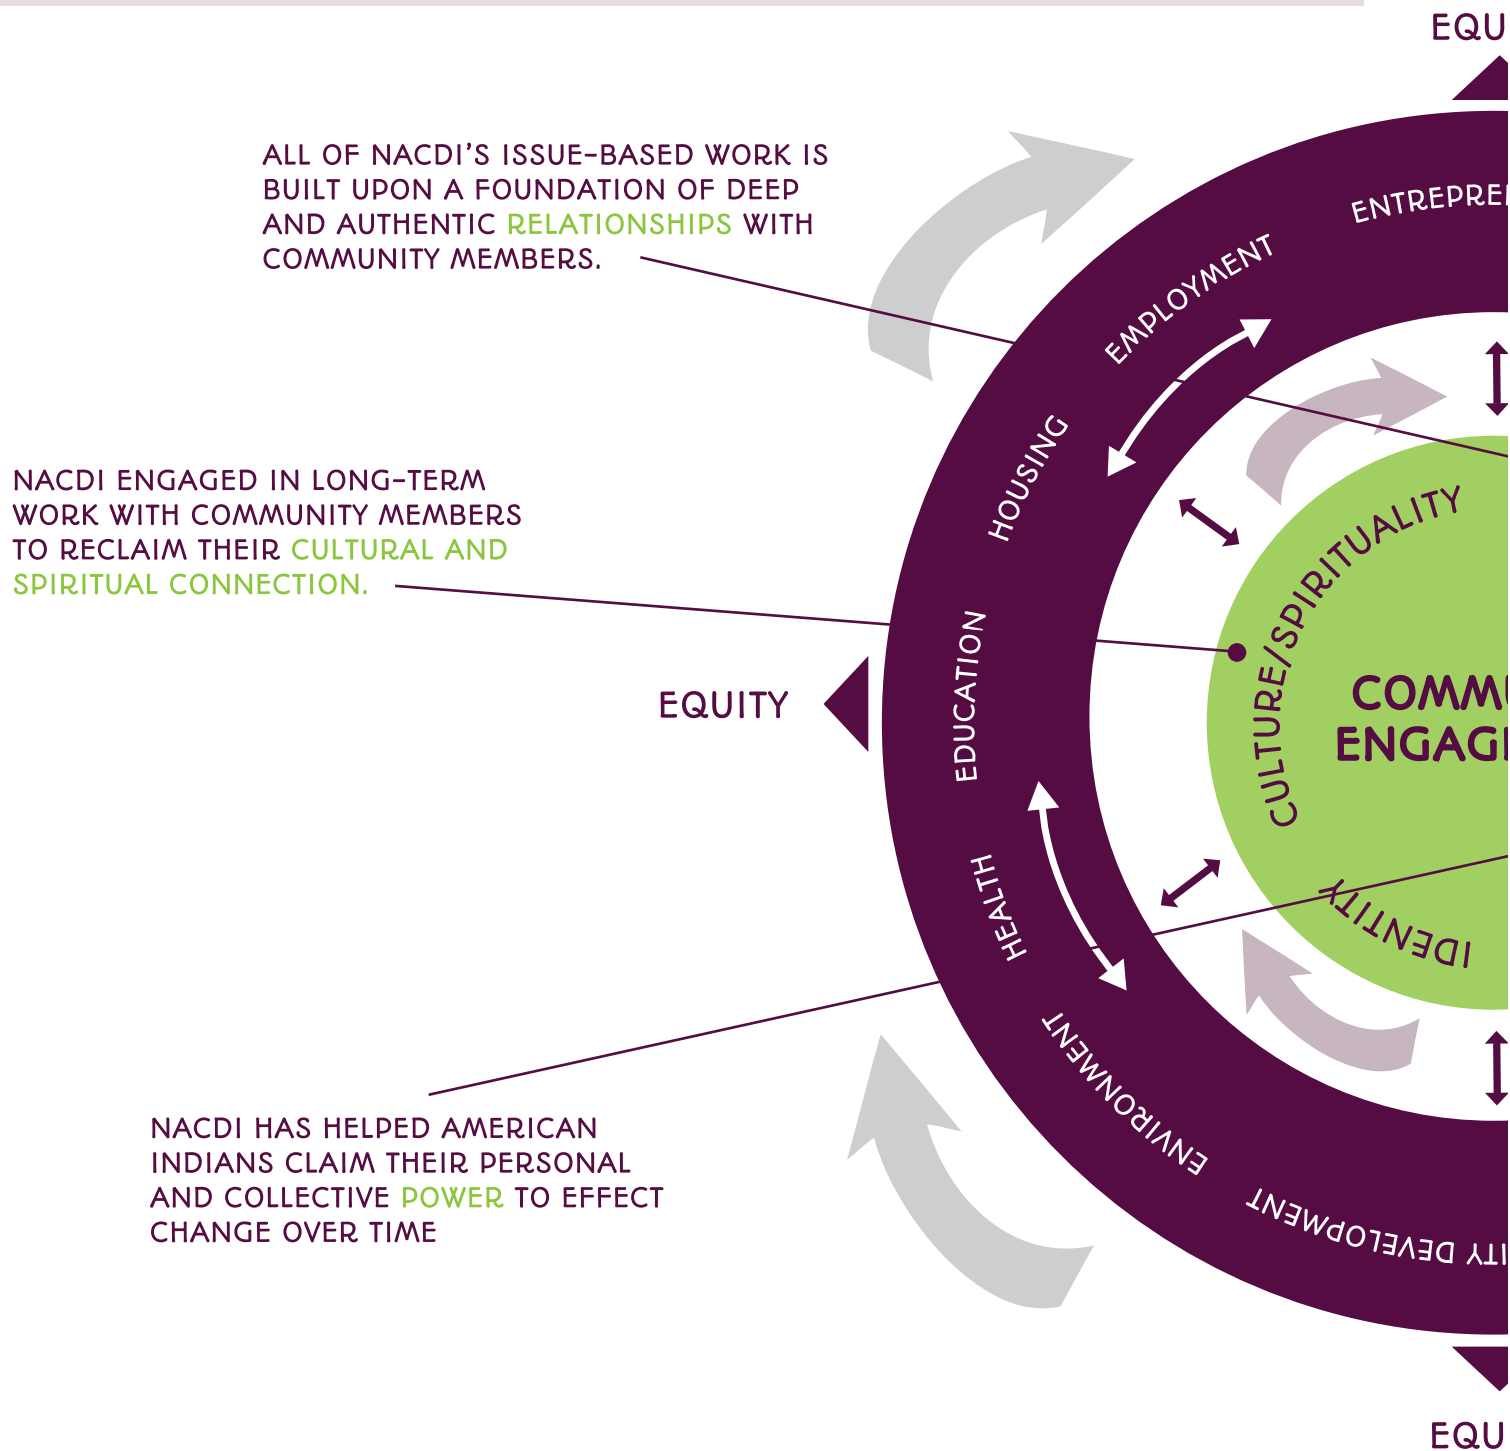 EQU
ALL OF NACDI'S ISSUE-BASED WORK IS
BUILT UPON A FOUNDATION OF DEEP
AND AUTHENTIC RELATIONSHIPS WITH
COMMUNITY MEMBERS.
NACDI ENGAGED IN LONG-TERM
WORK WITH COMMUNITY MEMBERS
TO RECLAIM THEIR CULTURAL AND
SPIRITUAL CONNECTION.
EQUITY
NACDI HAS HELPED AMERICAN
INDIANS CLAIM THEIR PERSONAL
AND COLLECTIVE POWER TO EFFECT
CHANGE OVER TIME
ENTREPRE
EMPLOYMENT
HOUSING
EDUCATION
HEALTH
ENVIRONMENT
ITY DEVELOPMENT
CULTURE/SPIRITUALITY
COMMU
ENGAG
IDENTITY
EQU